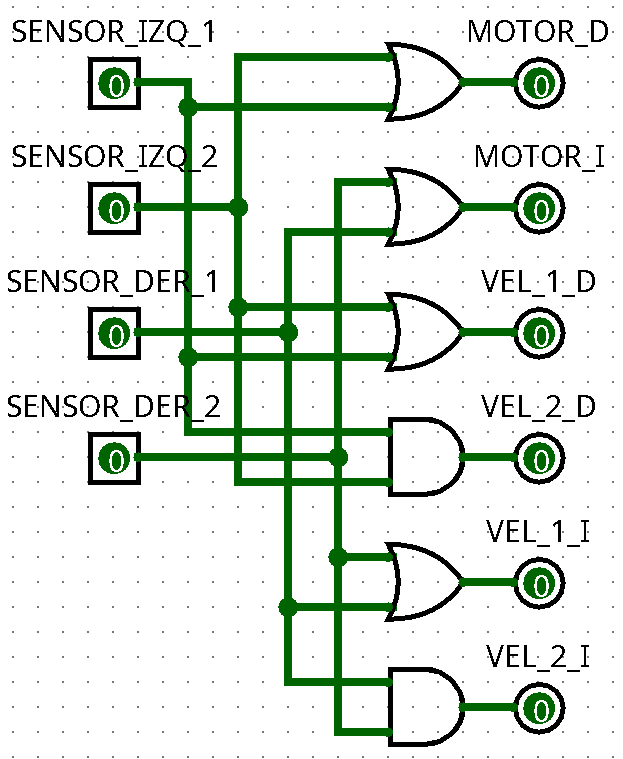 SENSOR_IZQ_1
MOTOR_D
0
0
SENSOR_IZQ_2
MOTOR_I
0
0
SENSOR_DER_1
VEL_1_D
0
0
SENSOR_DER_2
VEL_2_D
0
0
VEL_1_I
0
VEL_2_I
0